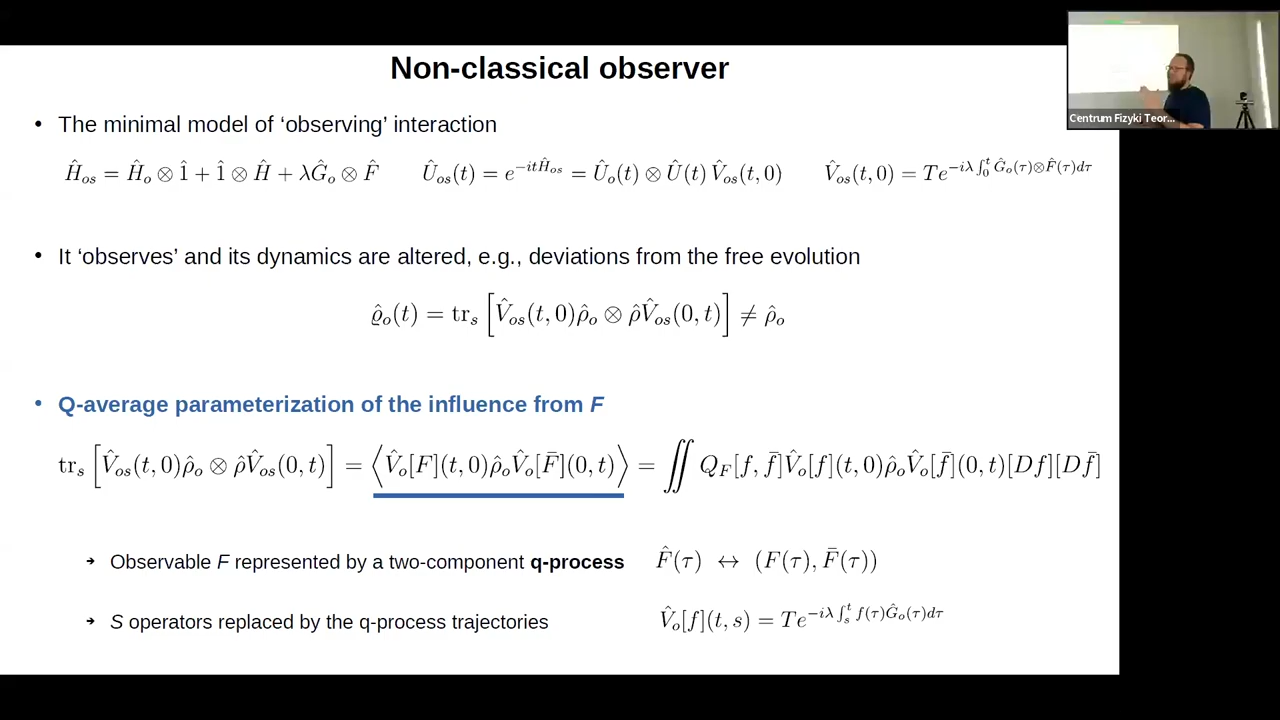 Non-classical observer
Centrum Fizyki Teor...
• The minimal model of ‘observing’ interaction
Ĥ_os = Ĥ_o ⊗ 1̂ + 1̂ ⊗ Ĥ + λĜ_o ⊗ F̂   Û_os(t) = e^{−itĤ_os} = Û_o(t) ⊗ Û(t) V̂_os(t, 0)   V̂_os(t, 0) = Te^{−iλ ∫_0^t Ĝ_o(τ)⊗F̂(τ)dτ}
• It ‘observes’ and its dynamics are altered, e.g., deviations from the free evolution
ϱ̂_o(t) = tr_s [V̂_os(t, 0)ρ̂_o ⊗ ρ̂V̂_os(0, t)] ≠ ρ̂_o
• Q-average parameterization of the influence from F
tr_s [V̂_os(t, 0)ρ̂_o ⊗ ρ̂V̂_os(0, t)] = ⟨V̂_o[F](t, 0)ρ̂_oV̂_o[F̄](0, t)⟩ = ∬ Q_F[f, f̄]V̂_o[f](t, 0)ρ̂_oV̂_o[f̄](0, t)[Df][Df̄]
➔ Observable F represented by a two-component q-process   F̂(τ) ↔ (F(τ), F̄(τ))
➔ S operators replaced by the q-process trajectories   V̂_o[f](t, s) = Te^{−iλ ∫_s^t f(τ)Ĝ_o(τ)dτ}